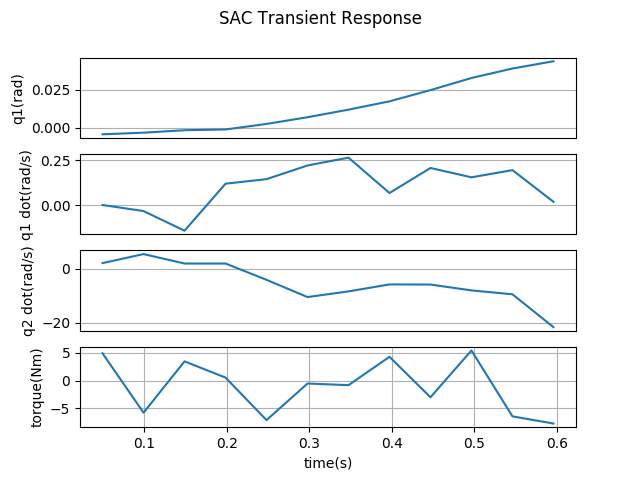 SAC Transient Response
q1(rad)
0.025
0.000
q1 dot(rad/s)
0.25
0.00
q2 dot(rad/s)
0
−20
torque(Nm)
5
0
−5
0.1 0.2 0.3 0.4 0.5 0.6
time(s)